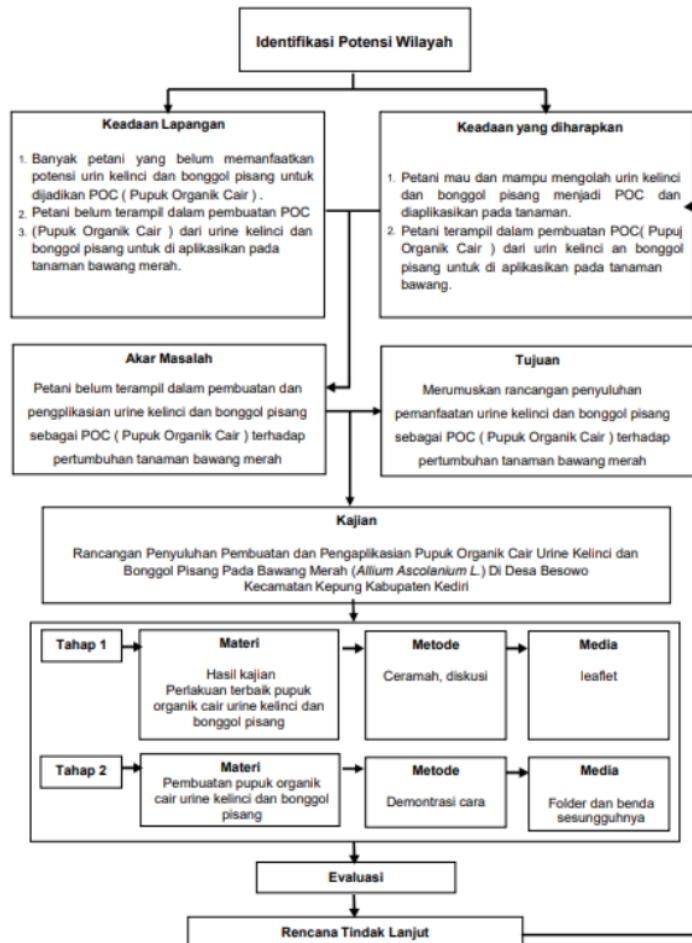 Identifikasi Potensi Wilayah
Keadaan Lapangan
1. Banyak petani yang belum memanfaatkan
potensi urin kelinci dan bonggol pisang untuk
dijadikan POC ( Pupuk Organik Cair ) .
2. Petani belum terampil dalam pembuatan POC
3. (Pupuk Organik Cair ) dari urine kelinci dan
bonggol pisang untuk di aplikasikan pada
tanaman bawang merah.
Keadaan yang diharapkan
1. Petani mau dan mampu mengolah urin kelinci
dan bonggol pisang menjadi POC dan
diaplikasikan pada tanaman.
2. Petani terampil dalam pembuatan POC( Pupuj
Organik Cair ) dari urin kelinci an bonggol
pisang untuk di aplikasikan pada tanaman
bawang.
Akar Masalah
Petani belum terampil dalam pembuatan dan
pengplikasian urine kelinci dan bonggol pisang
sebagai POC ( Pupuk Organik Cair ) terhadap
pertumbuhan tanaman bawang merah
Tujuan
Merumuskan rancangan penyuluhan
pemanfaatan urine kelinci dan bonggol pisang
sebagai POC ( Pupuk Organik Cair ) terhadap
pertumbuhan tanaman bawang merah
Kajian
Rancangan Penyuluhan Pembuatan dan Pengaplikasian Pupuk Organik Cair Urine Kelinci dan
Bonggol Pisang Pada Bawang Merah (Allium Ascolanium L.) Di Desa Besowo
Kecamatan Kepung Kabupaten Kediri
Tahap 1
Materi
Hasil kajian
Perlakuan terbaik pupuk
organik cair urine kelinci dan
bonggol pisang
Metode
Ceramah, diskusi
Media
leaflet
Tahap 2
Materi
Pembuatan pupuk organik
cair urine kelinci dan bonggol
pisang
Metode
Demontrasi cara
Media
Folder dan benda
sesungguhnya
Evaluasi
Rencana Tindak Lanjut